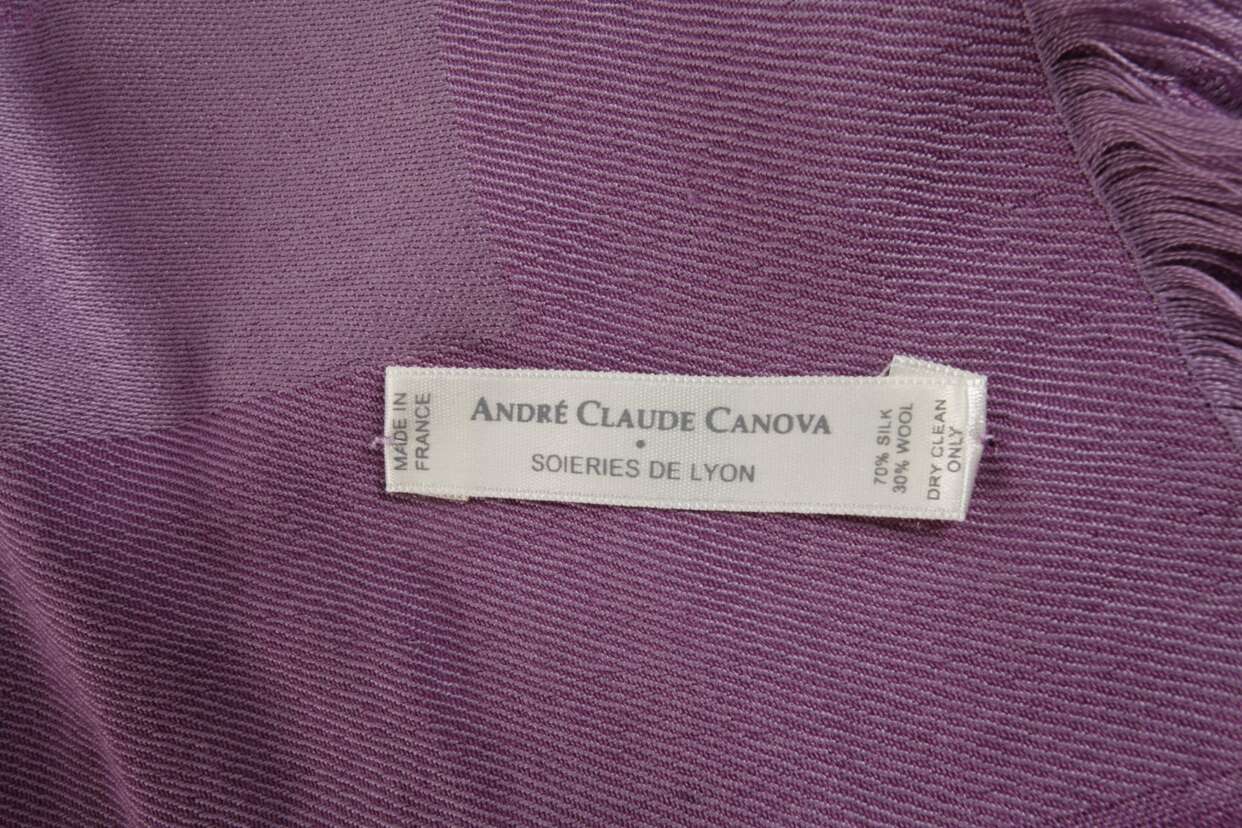 MADE IN
FRANCE
ANDRÉ CLAUDE CANOVA
•
SOIERIES DE LYON
70% SILK
30% WOOL
DRY CLEAN
ONLY